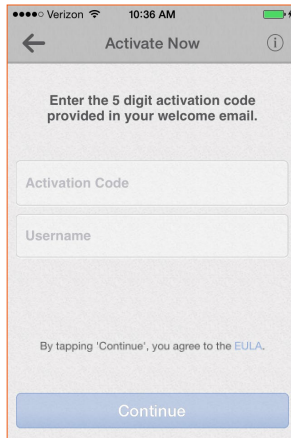 Verizon 10:36 AM
Activate Now
Enter the 5 digit activation code
provided in your welcome email.
Activation Code
Username
By tapping 'Continue', you agree to the EULA.
Continue